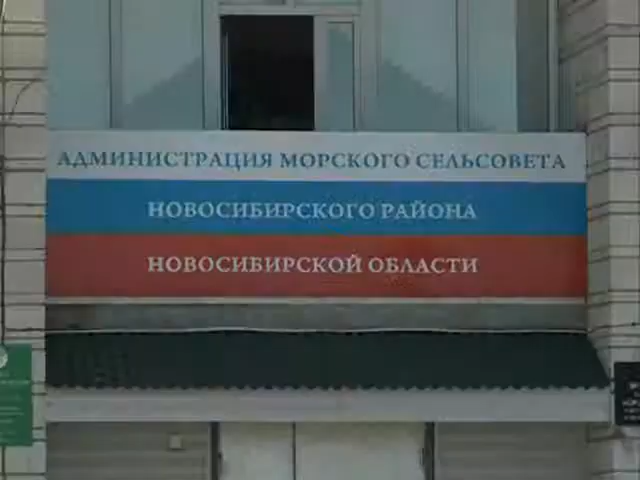 АДМИНИСТРАЦИЯ МОРСКОГО СЕЛЬСОВЕТА
НОВОСИБИРСКОГО РАЙОНА
НОВОСИБИРСКОЙ ОБЛАСТИ